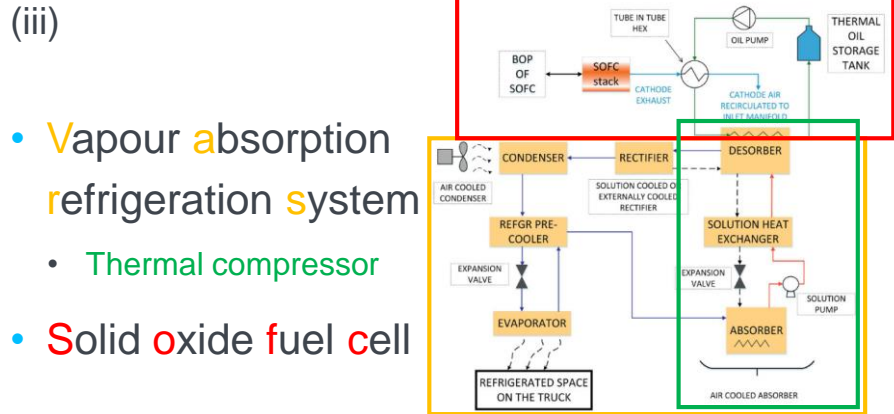 (iii)
• Vapour absorption
refrigeration system
• Thermal compressor
• Solid oxide fuel cell
TUBE IN TUBE
HEX
OIL PUMP
THERMAL
OIL
STORAGE
TANK
BOP
OF
SOFC
SOFC
stack
CATHODE
EXHAUST
CATHODE AIR
RECIRCULATED TO
INLET MANIFOLD
CONDENSER
RECTIFIER
DESORBER
AIR COOLED
CONDENSER
SOLUTION COOLED OR
EXTERNALLY COOLED
RECTIFIER
REFGR PRE-
COOLER
SOLUTION HEAT
EXCHANGER
EXPANSION
VALVE
EXPANSION
VALVE
SOLUTION
PUMP
EVAPORATOR
ABSORBER
REFRIGERATED SPACE
ON THE TRUCK
AIR COOLED ABSORBER